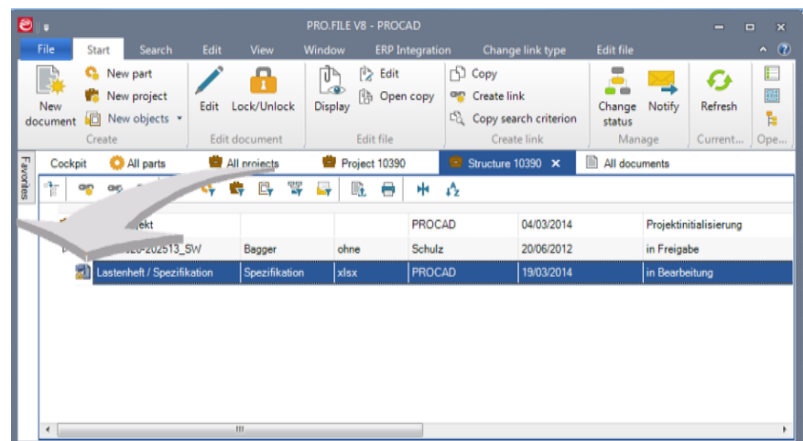 PRO.FILE V8 - PROCAD
File Start Search Edit View Window ERP Integration Change link type Edit file
New document
New part
New project
New objects
Create
Edit
Lock/Unlock
Edit document
Display
Edit
Open copy
Edit file
Copy
Create link
Copy search criterion
Create link
Change status
Notify
Manage
Refresh
Current...
Ope...
Favorites
Cockpit All parts All projects Project 10390 Structure 10390 All documents
PROCAD 04/03/2014 Projektinitialisierung
Bagger ohne Schulz 20/06/2012 in Freigabe
Lastenheft / Spezifikation Spezifikation xlsx PROCAD 19/03/2014 in Bearbeitung